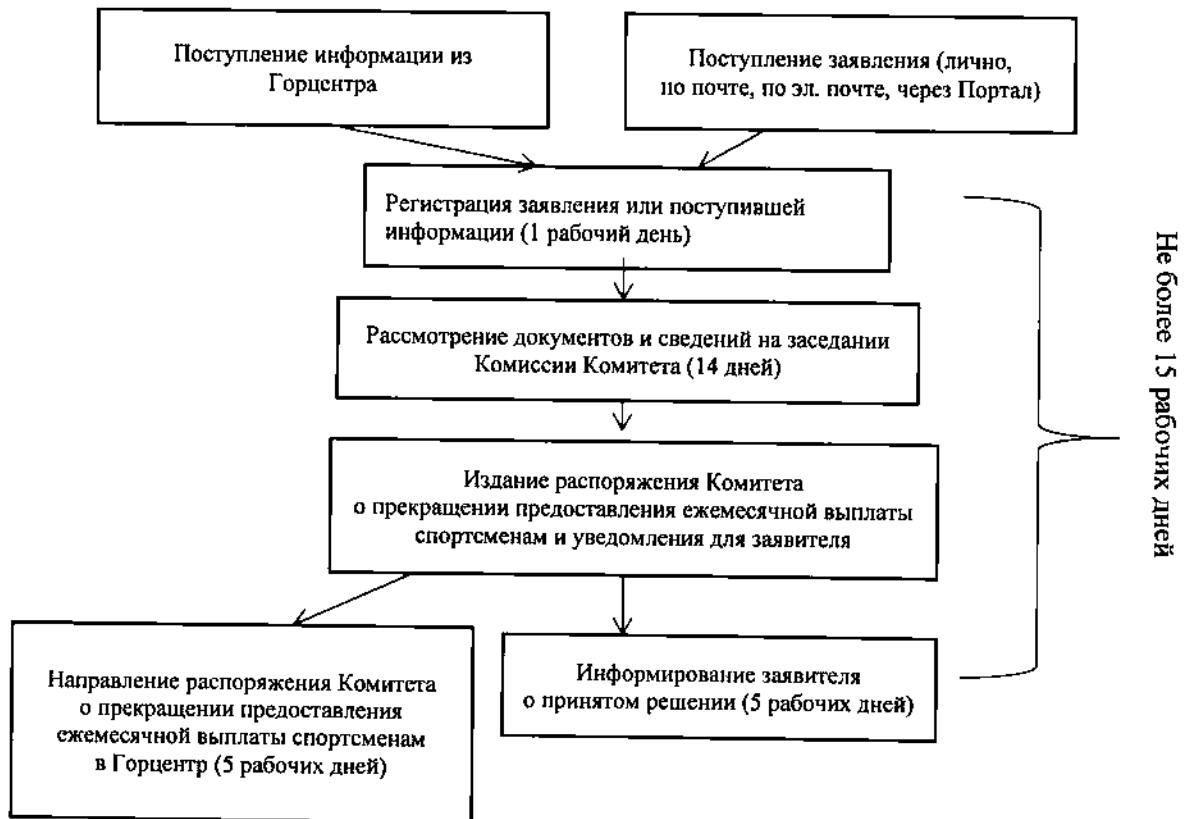 Поступление информации из
Горцентра
Поступление заявления (лично,
по почте, по эл. почте, через Портал)
Регистрация заявления или поступившей
информации (1 рабочий день)
Рассмотрение документов и сведений на заседании
Комиссии Комитета (14 дней)
Издание распоряжения Комитета
о прекращении предоставления ежемесячной выплаты
спортсменам и уведомления для заявителя
Направление распоряжения Комитета
о прекращении предоставления
ежемесячной выплаты спортсменам
в Горцентр (5 рабочих дней)
Информирование заявителя
о принятом решении (5 рабочих дней)
Не более 15 рабочих дней